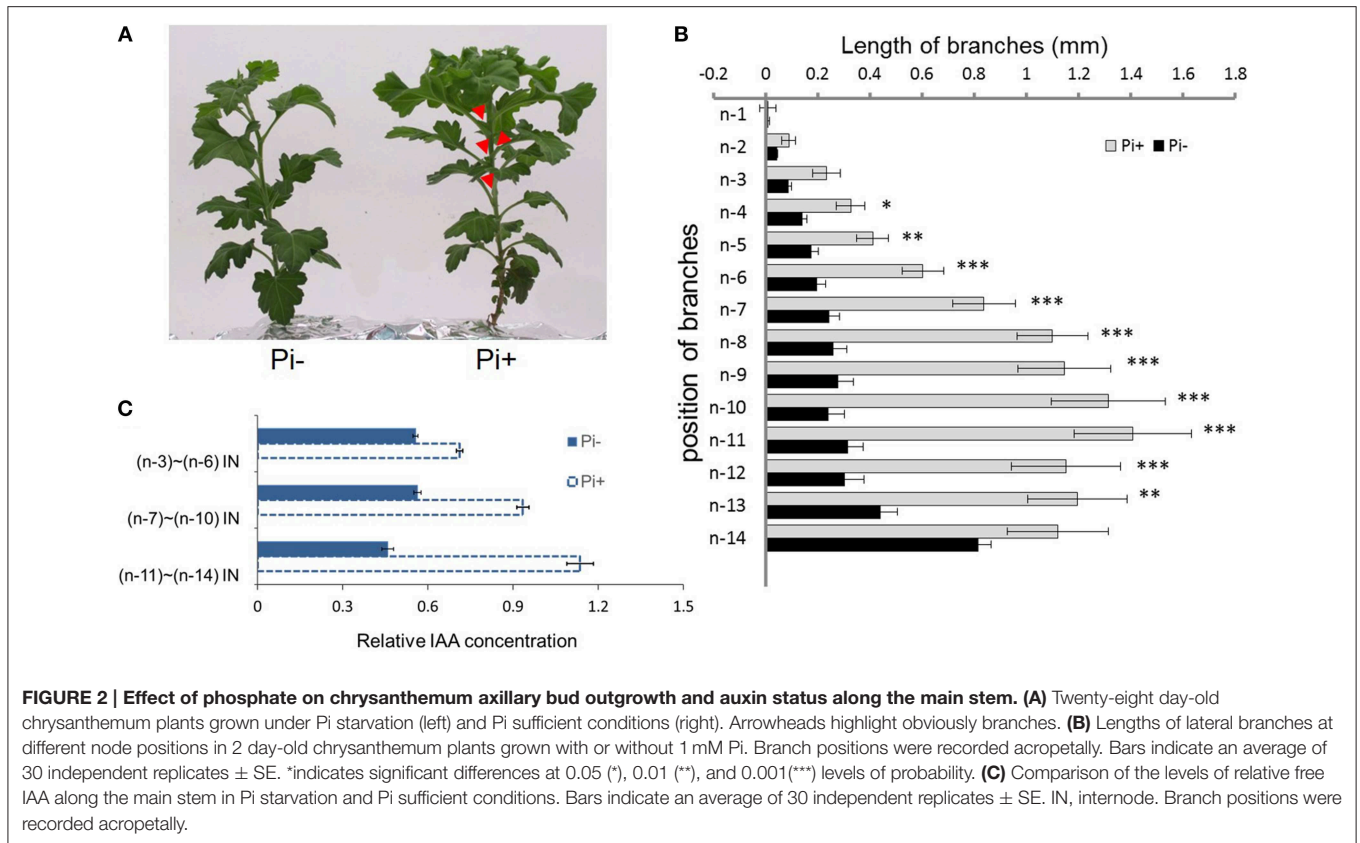 A
Pi-
Pi+
B
Length of branches (mm)
-0.2 0 0.2 0.4 0.6 0.8 1 1.2 1.4 1.6 1.8
position of branches
n-1
n-2
n-3
n-4 *
n-5 **
n-6 ***
n-7 ***
n-8 ***
n-9 ***
n-10 ***
n-11 ***
n-12 ***
n-13 **
n-14
Pi+ Pi-
C
(n-3)~(n-6) IN
(n-7)~(n-10) IN
(n-11)~(n-14) IN
Pi-
Pi+
0 0.3 0.6 0.9 1.2 1.5
Relative IAA concentration
FIGURE 2 | Effect of phosphate on chrysanthemum axillary bud outgrowth and auxin status along the main stem. (A) Twenty-eight day-old
chrysanthemum plants grown under Pi starvation (left) and Pi sufficient conditions (right). Arrowheads highlight obviously branches. (B) Lengths of lateral branches at
different node positions in 2 day-old chrysanthemum plants grown with or without 1 mM Pi. Branch positions were recorded acropetally. Bars indicate an average of
30 independent replicates ± SE. *indicates significant differences at 0.05 (*), 0.01 (**), and 0.001(***) levels of probability. (C) Comparison of the levels of relative free
IAA along the main stem in Pi starvation and Pi sufficient conditions. Bars indicate an average of 30 independent replicates ± SE. IN, internode. Branch positions were
recorded acropetally.